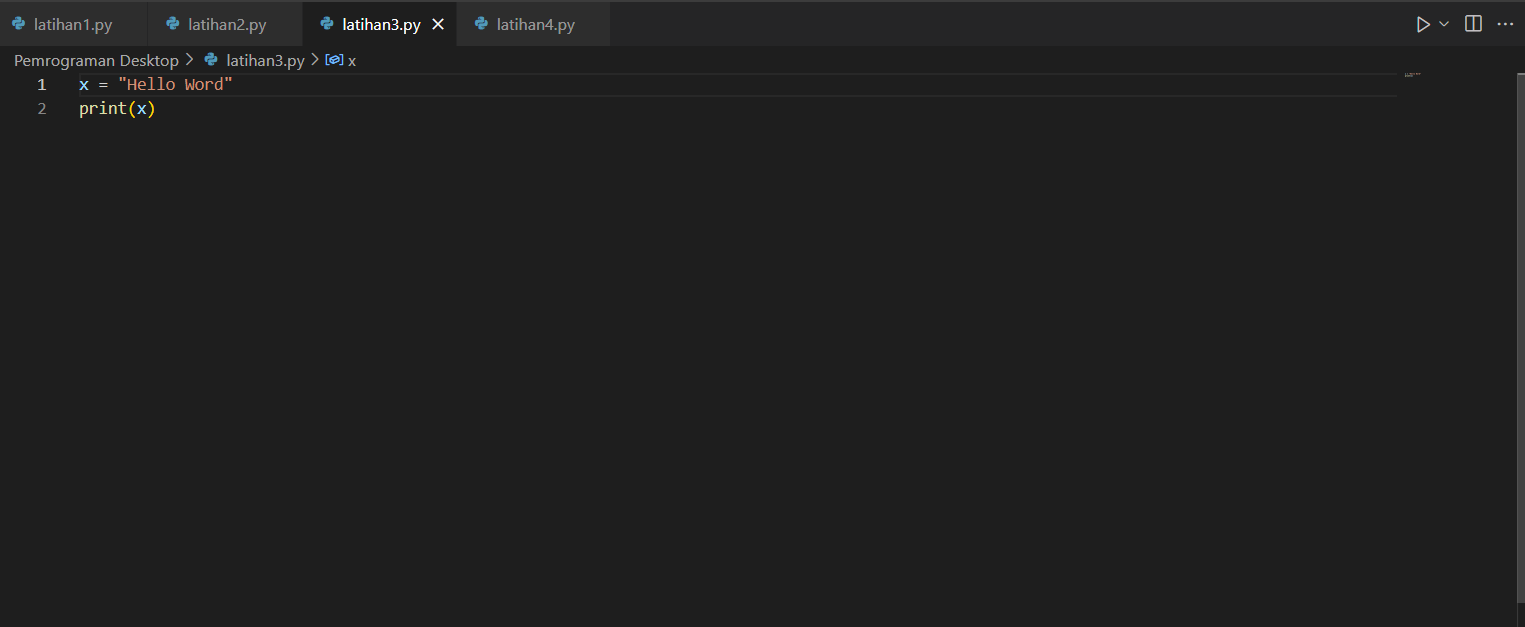 latihan1.py latihan2.py latihan3.py latihan4.py
Pemrograman Desktop > latihan3.py > x
1 x = "Hello Word"
2 print(x)